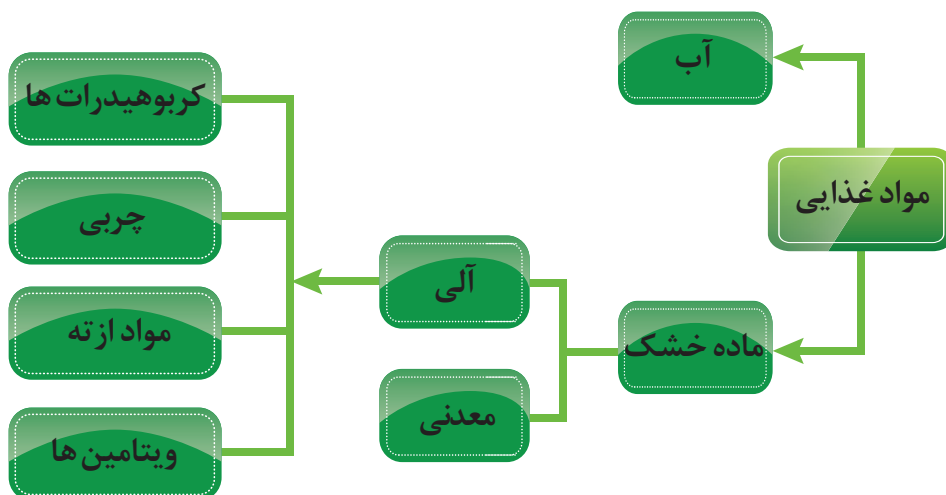 مواد غذایی
آب
ماده خشک
آلی
معدنی
کربوهیدرات ها
چربی
مواد ازته
ویتامین ها